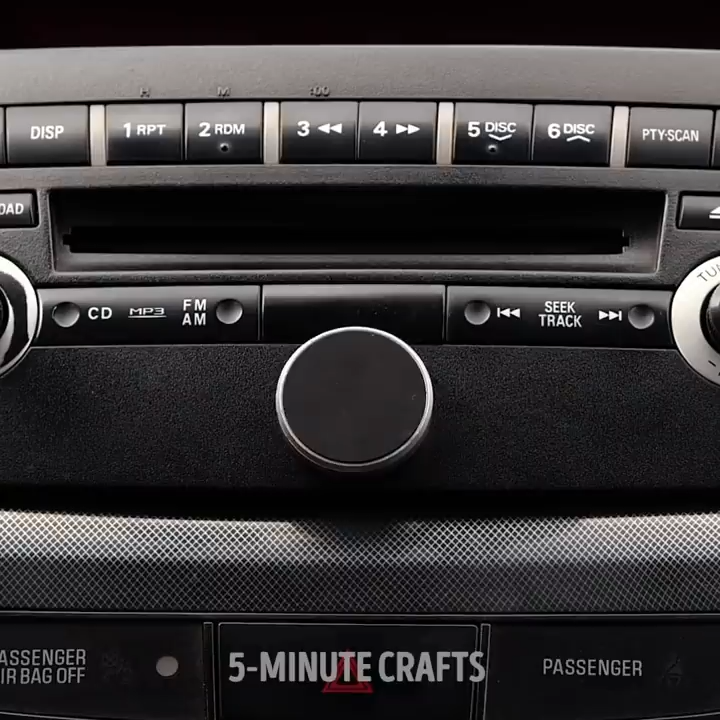 H M :00
DISP 1 RPT 2 RDM 3 4 5 DISC 6 DISC PTY·SCAN
OAD
TUN
CD MP3 FM AM SEEK TRACK
ASSENGER
IR BAG OFF
5-MINUTE CRAFTS
PASSENGER